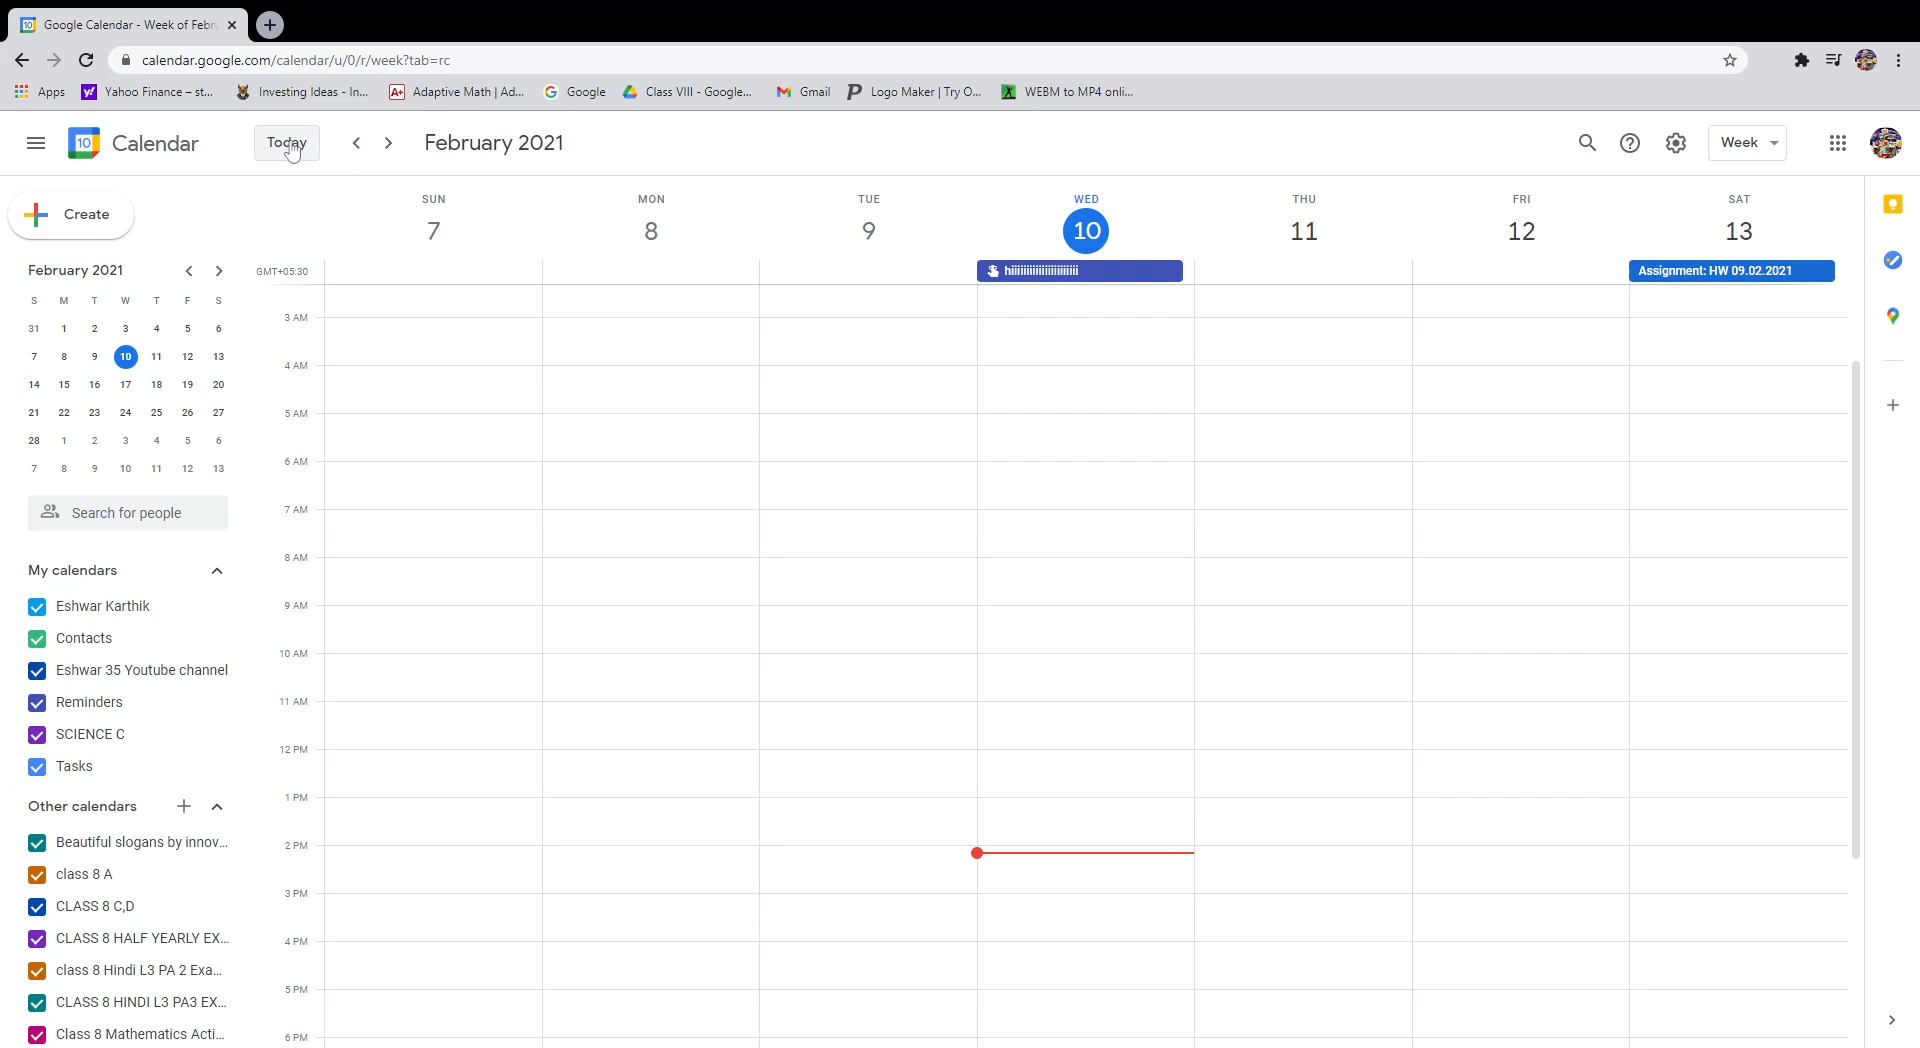 Google Calendar - Week of Febr
calendar.google.com/calendar/u/0/r/week?tab=rc
Apps
Yahoo Finance – st...
Investing Ideas - In...
A+ Adaptive Math | Ad...
Google
Class VIII - Google...
Gmail
Logo Maker | Try O...
WEBM to MP4 onli...
10 Calendar
Today
February 2021
Week
Create
February 2021
S M T W T F S
31 1 2 3 4 5 6
7 8 9 10 11 12 13
14 15 16 17 18 19 20
21 22 23 24 25 26 27
28 1 2 3 4 5 6
7 8 9 10 11 12 13
Search for people
My calendars
Eshwar Karthik
Contacts
Eshwar 35 Youtube channel
Reminders
SCIENCE C
Tasks
Other calendars
Beautiful slogans by innov...
class 8 A
CLASS 8 C,D
CLASS 8 HALF YEARLY EX...
class 8 Hindi L3 PA 2 Exa...
CLASS 8 HINDI L3 PA3 EX...
Class 8 Mathematics Acti...
SUN MON TUE WED THU FRI SAT
7 8 9 10 11 12 13
GMT+05:30
Assignment: HW 09.02.2021
3 AM
4 AM
5 AM
6 AM
7 AM
8 AM
9 AM
10 AM
11 AM
12 PM
1 PM
2 PM
3 PM
4 PM
5 PM
6 PM